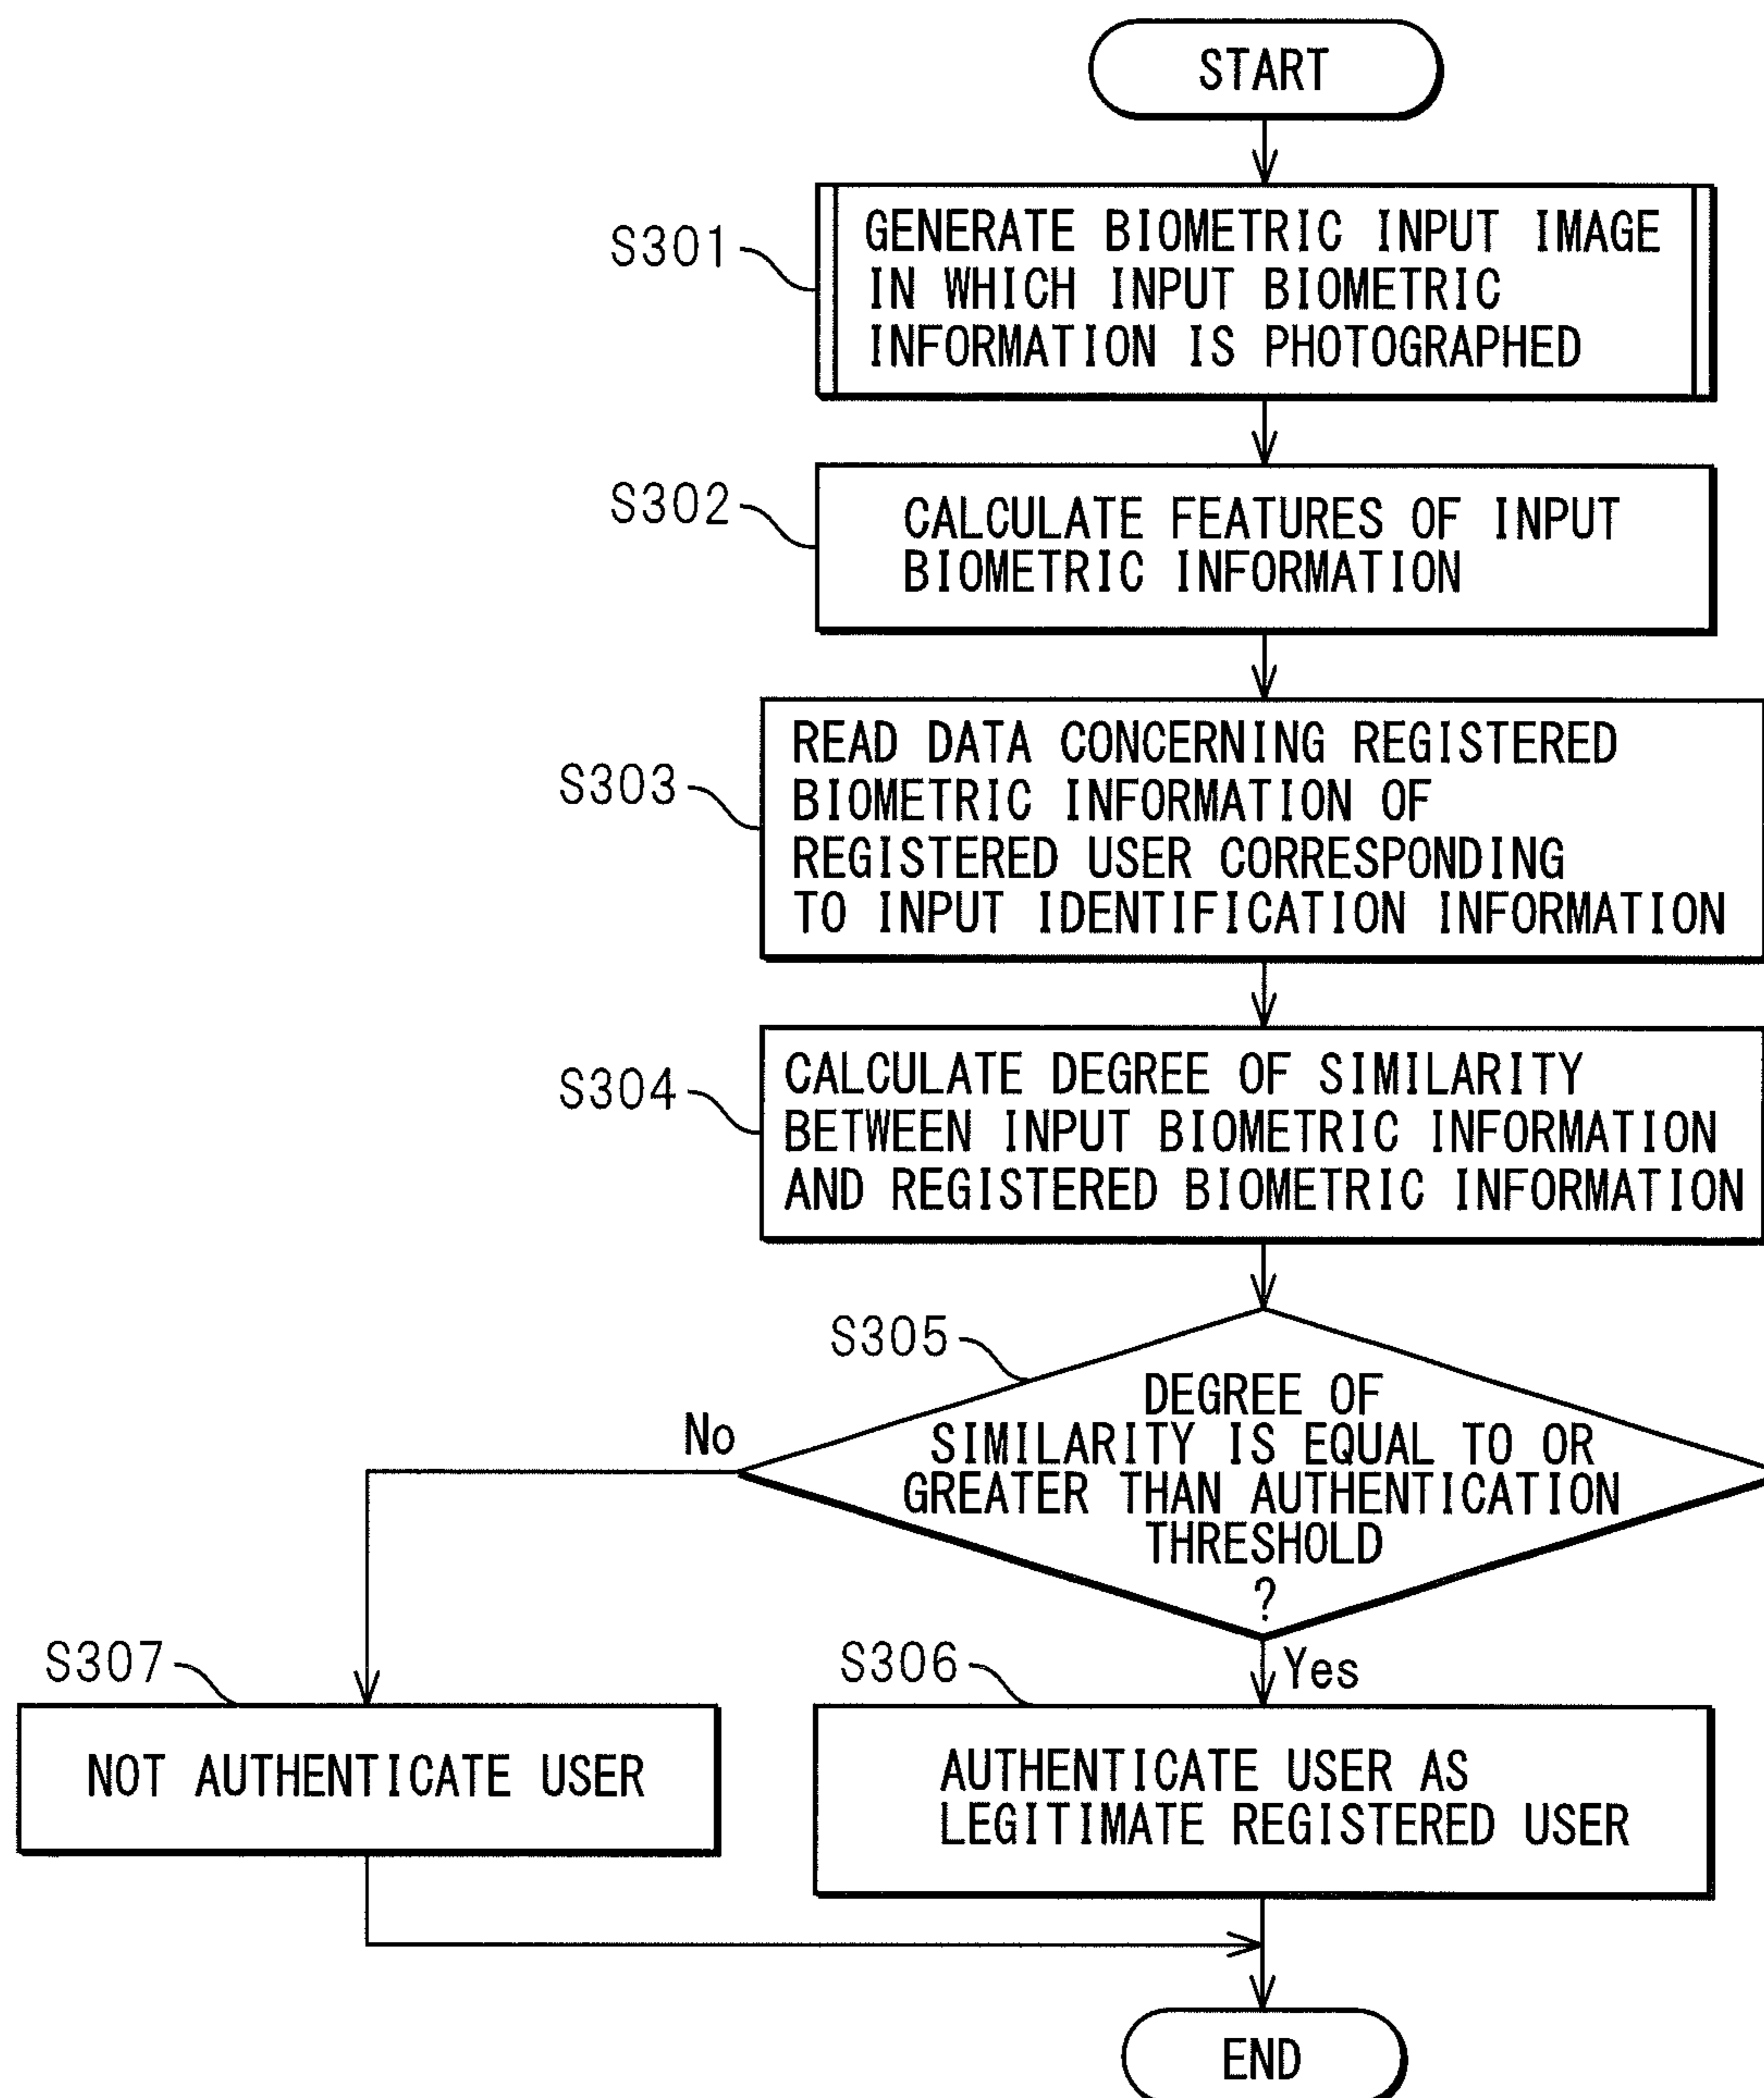 START
S301
GENERATE BIOMETRIC INPUT IMAGE
IN WHICH INPUT BIOMETRIC
INFORMATION IS PHOTOGRAPHED
S302
CALCULATE FEATURES OF INPUT
BIOMETRIC INFORMATION
S303
READ DATA CONCERNING REGISTERED
BIOMETRIC INFORMATION OF
REGISTERED USER CORRESPONDING
TO INPUT IDENTIFICATION INFORMATION
S304
CALCULATE DEGREE OF SIMILARITY
BETWEEN INPUT BIOMETRIC INFORMATION
AND REGISTERED BIOMETRIC INFORMATION
S305
DEGREE OF
SIMILARITY IS EQUAL TO OR
GREATER THAN AUTHENTICATION
THRESHOLD
?
No
Yes
S307
NOT AUTHENTICATE USER
S306
AUTHENTICATE USER AS
LEGITIMATE REGISTERED USER
END